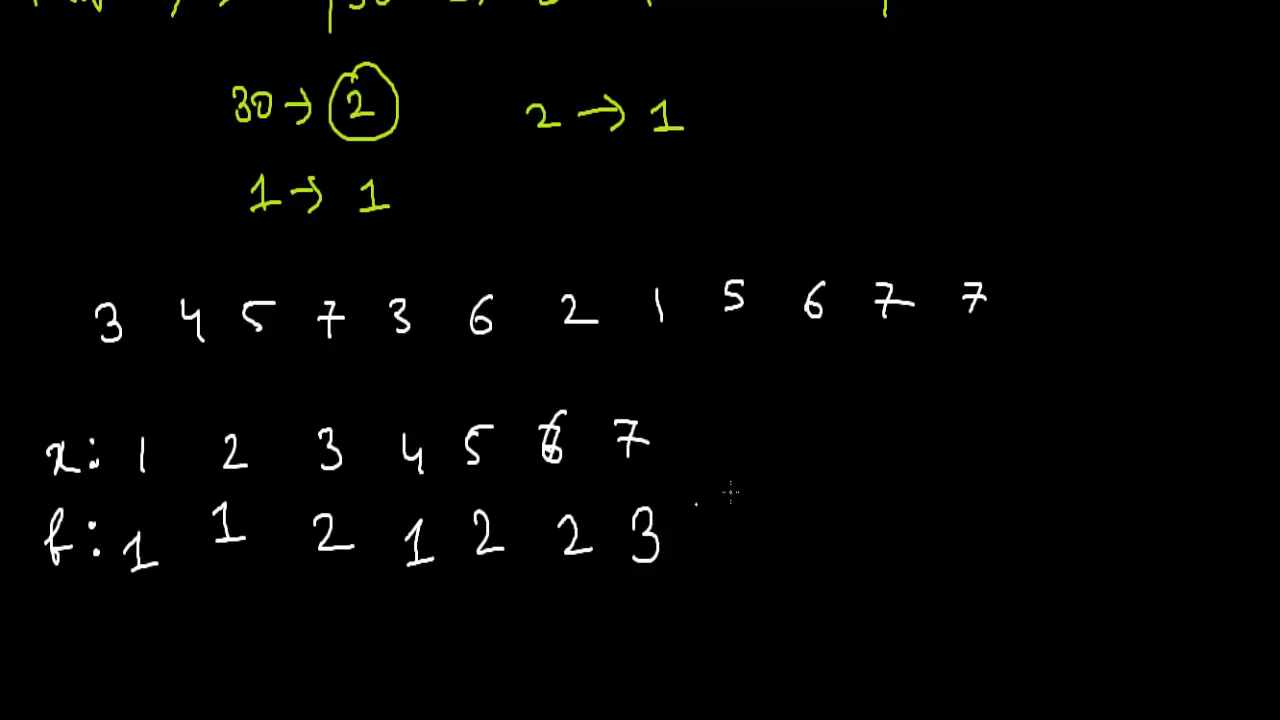 30 → 2 2 → 1
1 → 1
3 4 5 7 3 6 2 1 5 6 7 7
x: 1 2 3 4 5 6 7
f: 1 1 2 1 2 2 3